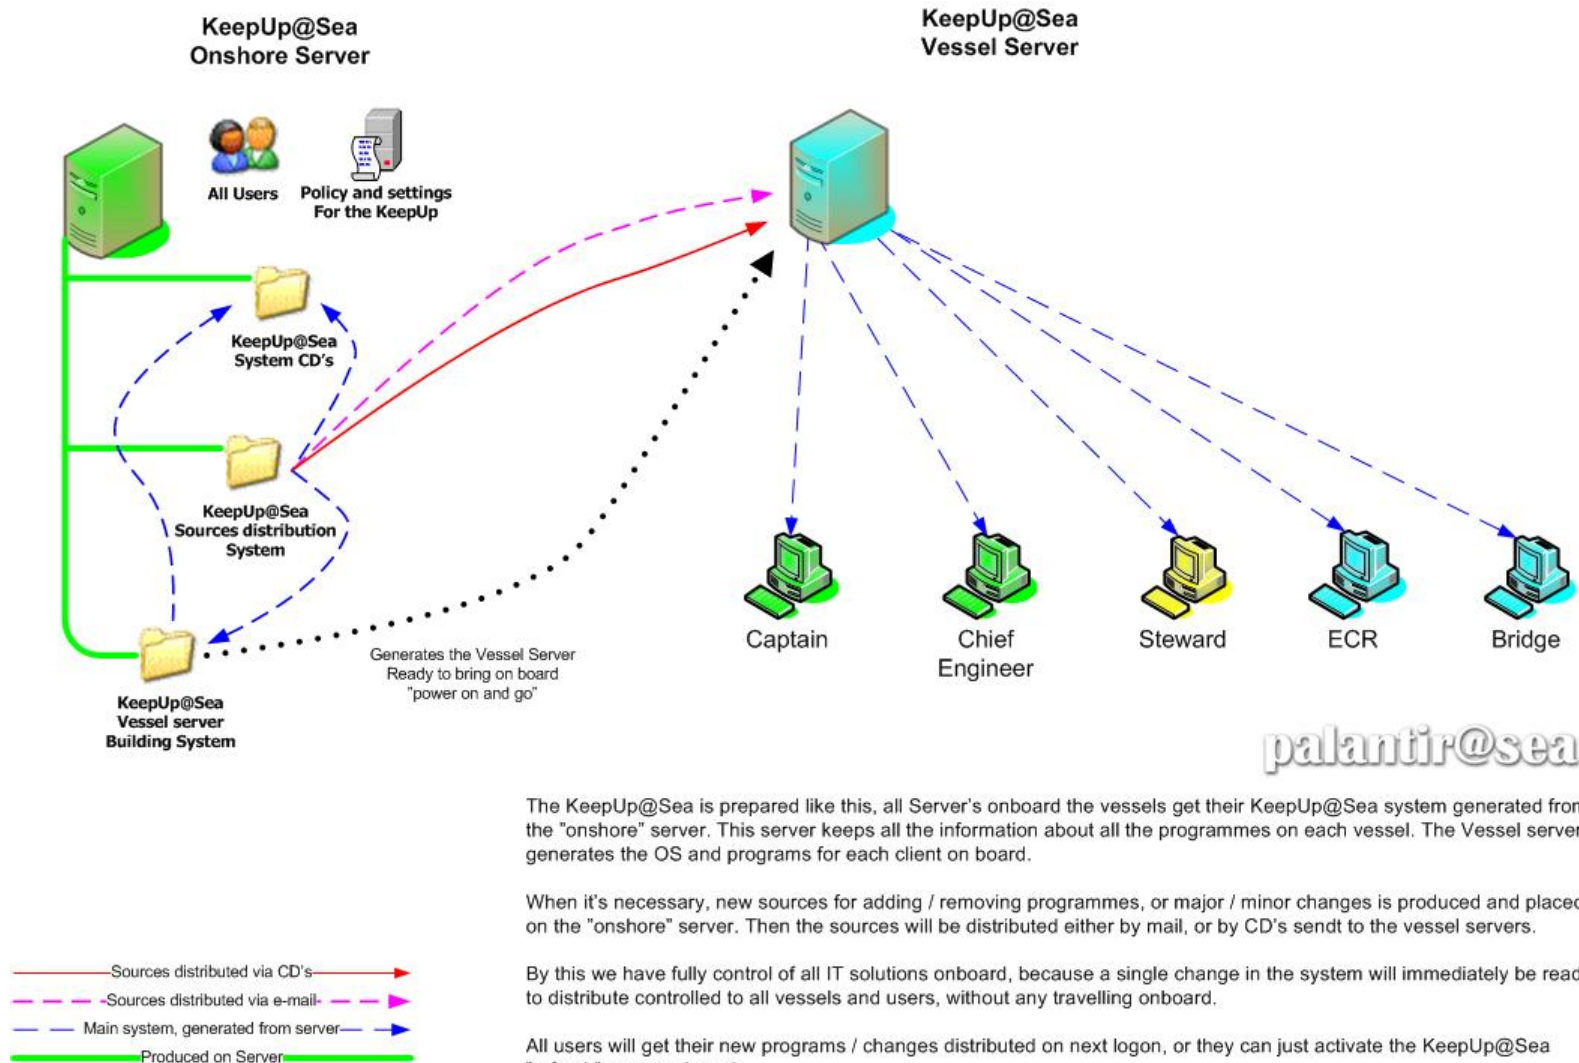 KeepUp@Sea
Onshore Server
KeepUp@Sea
Vessel Server
All Users
Policy and settings
For the KeepUp
KeepUp@Sea
System CD's
KeepUp@Sea
Sources distribution
System
KeepUp@Sea
Vessel server
Building System
Generates the Vessel Server
Ready to bring on board
"power on and go"
Captain
Chief
Engineer
Steward
ECR
Bridge
palantir@sea
The KeepUp@Sea is prepared like this, all Server's onboard the vessels get their KeepUp@Sea system generated from
the "onshore" server. This server keeps all the information about all the programmes on each vessel. The Vessel server
generates the OS and programs for each client on board.
When it's necessary, new sources for adding / removing programmes, or major / minor changes is produced and placed
on the "onshore" server. Then the sources will be distributed either by mail, or by CD's sendt to the vessel servers.
By this we have fully control of all IT solutions onboard, because a single change in the system will immediately be read
to distribute controlled to all vessels and users, without any travelling onboard.
All users will get their new programs / changes distributed on next logon, or they can just activate the KeepUp@Sea
Sources distributed via CD's
Sources distributed via e-mail
Main system, generated from server
Produced on Server